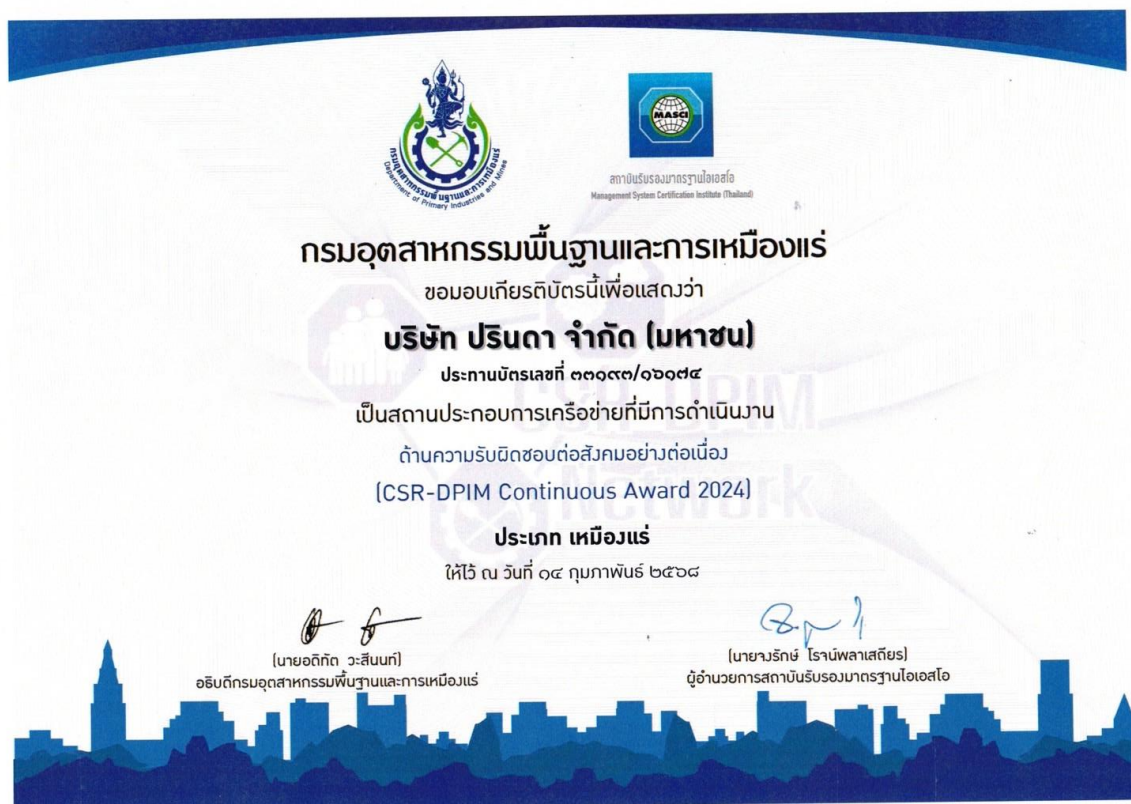 กรมอุตสาหกรรมพื้นฐานและการเหมืองแร่
Department of Primary Industries and Mines
MASCI
สถาบันรับรองมาตรฐานไอเอสโอ
Management System Certification Institute (Thailand)
กรมอุตสาหกรรมพื้นฐานและการเหมืองแร่
ขอมอบเกียรติบัตรนี้เพื่อแสดงว่า
บริษัท ปรินดา จำกัด (มหาชน)
ประทานบัตรเลขที่ ๓๓๑๙๓/๑๖๑๗๔
เป็นสถานประกอบการเครือข่ายที่มีการดำเนินงาน
ด้านความรับผิดชอบต่อสังคมอย่างต่อเนื่อง
(CSR-DPIM Continuous Award 2024)
ประเภท เหมืองแร่
ให้ไว้ ณ วันที่ ๑๔ กุมภาพันธ์ ๒๕๖๘
CSR-DPIM
Network
(นายอดิทัต วะสีนนท์)
อธิบดีกรมอุตสาหกรรมพื้นฐานและการเหมืองแร่
(นายจงรักษ์ โรจน์พลาเสถียร)
ผู้อำนวยการสถาบันรับรองมาตรฐานไอเอสโอ